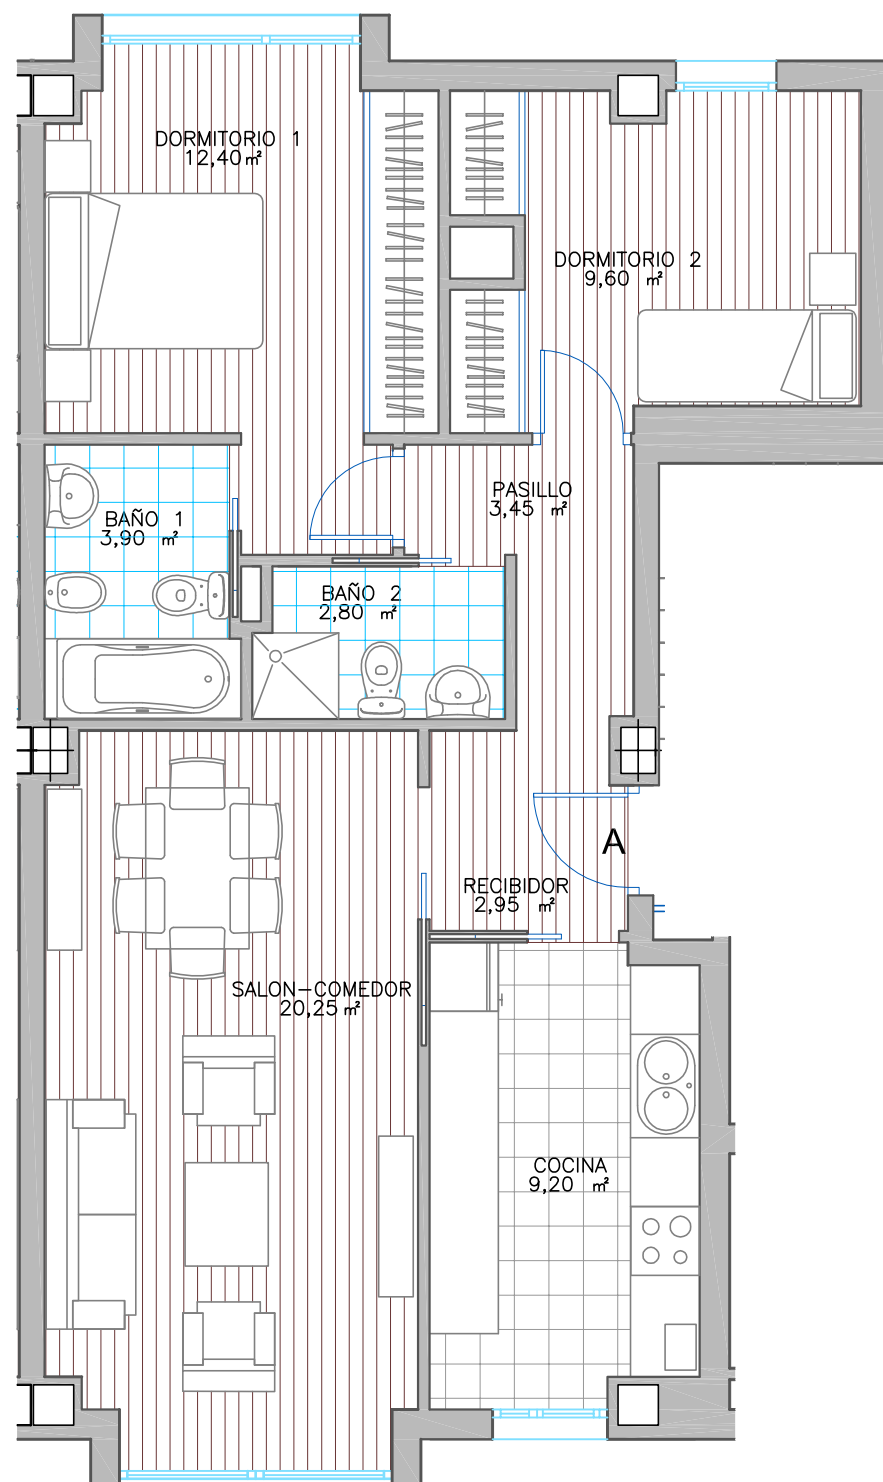 DORMITORIO 1
12,40 m²
DORMITORIO 2
9,60 m²
PASILLO
3,45 m²
BAÑO 1
3,90 m²
BAÑO 2
2,80 m²
A
RECIBIDOR
2,95 m²
SALON-COMEDOR
20,25 m²
COCINA
9,20 m²